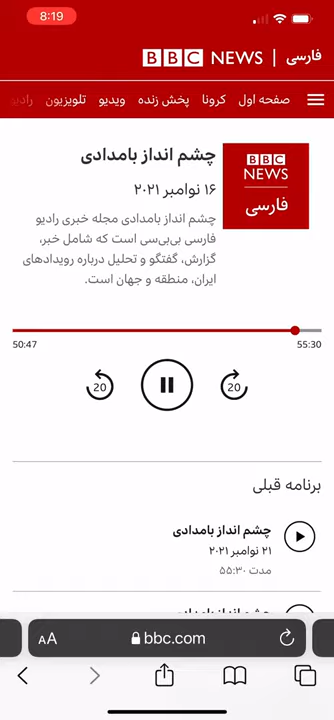 8:19
BBC NEWS | فارسی
صفحه اول کرونا پخش زنده ویدیو تلویزیون رادیو
چشم انداز بامدادی
۱۶ نوامبر ۲۰۲۱
چشم انداز بامدادی مجله خبری رادیو
فارسی بی‌بی‌سی است که شامل خبر،
گزارش، گفتگو و تحلیل درباره رویدادهای
ایران، منطقه و جهان است.
BBC
NEWS
فارسی
50:47 55:30
20 20
برنامه قبلی
چشم انداز بامدادی
۲۱ نوامبر ۲۰۲۱
مدت ۵۵:۳۰
AA bbc.com